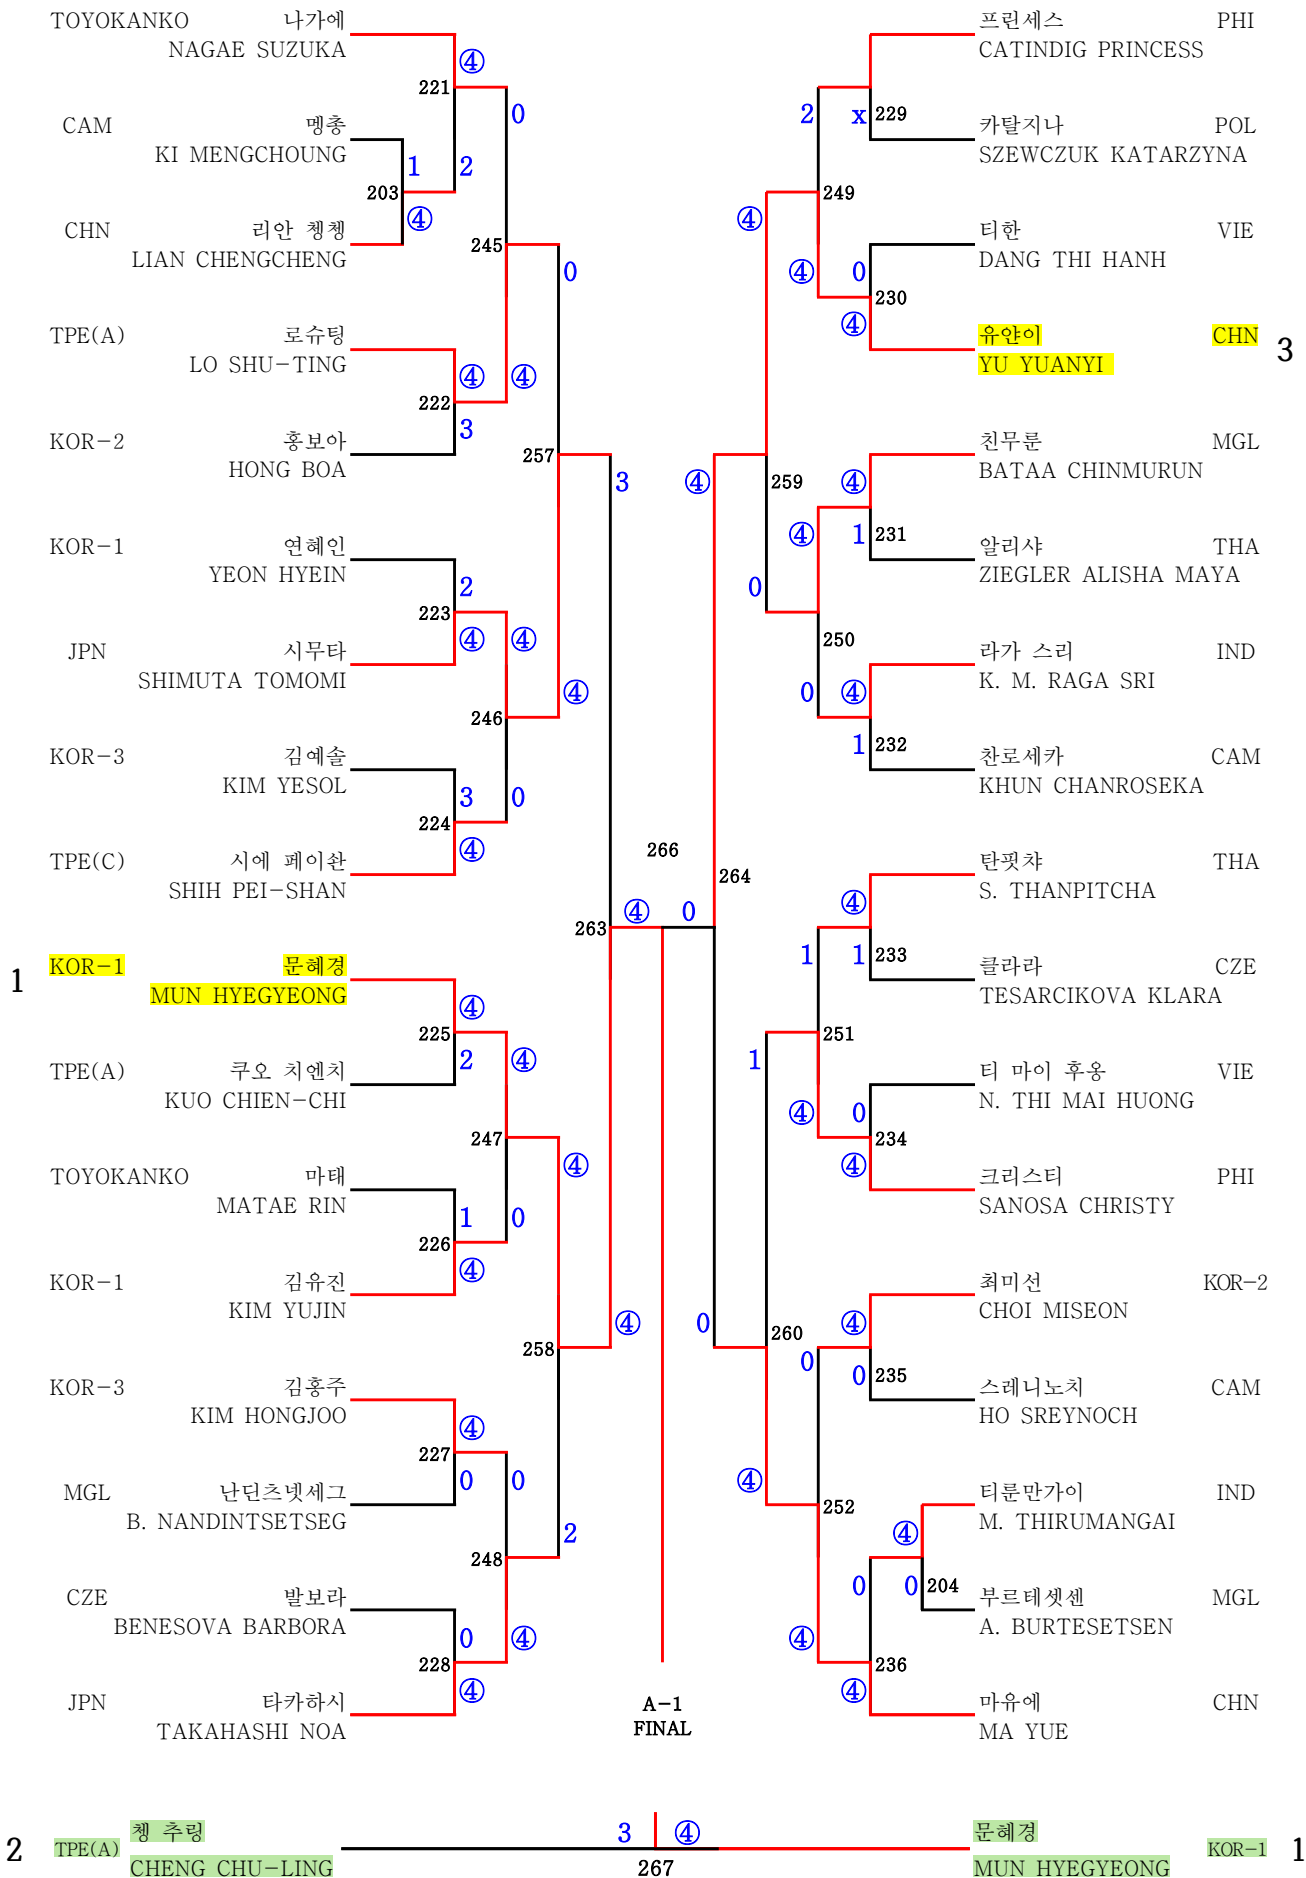 TOYOKANKO 나가에
NAGAE SUZUKA
④
221
0
CAM 멩총
KI MENGCHOUNG
1
2
203
④
CHN 리안 쳉쳉
LIAN CHENGCHENG
245
0
TPE(A) 로슈팅
LO SHU-TING
④
④
222
3
KOR-2 홍보아
HONG BOA
257
3
KOR-1 연혜인
YEON HYEIN
2
223
④
④
JPN 시무타
SHIMUTA TOMOMI
④
246
KOR-3 김예솔
KIM YESOL
3
0
224
④
TPE(C) 시에 페이샨
SHIH PEI-SHAN
263
④
1 KOR-1 문혜경
MUN HYEGYEONG
④
225
2
④
TPE(A) 쿠오 치엔치
KUO CHIEN-CHI
247
④
TOYOKANKO 마태
MATAE RIN
1
0
226
④
KOR-1 김유진
KIM YUJIN
258
④
KOR-3 김홍주
KIM HONGJOO
④
227
0
0
MGL 난딘츠넷세그
B. NANDINTSETSEG
2
248
CZE 발보라
BENESOVA BARBORA
0
④
228
④
JPN 타카하시
TAKAHASHI NOA
266
A-1
FINAL
프린세스 PHI
CATINDIG PRINCESS
2
x 229
카탈지나 POL
SZEWCZUK KATARZYNA
249
④
티한 VIE
DANG THI HANH
④
0
230
④
유얀이 CHN 3
YU YUANYI
친무룬 MGL
BATAA CHINMURUN
④
④
259
④
1 231
알리샤 THA
ZIEGLER ALISHA MAYA
0
250
라가 스리 IND
K. M. RAGA SRI
0
④
1 232
찬로세카 CAM
KHUN CHANROSEKA
264
0
탄핏챠 THA
S. THANPITCHA
④
1
1 233
클라라 CZE
TESARCIKOVA KLARA
251
1
티 마이 후옹 VIE
N. THI MAI HUONG
④
0
234
④
크리스티 PHI
SANOSA CHRISTY
최미선 KOR-2
CHOI MISEON
④
0
260
0
0 235
스레니노치 CAM
HO SREYNOCH
④
252
티룬만가이 IND
M. THIRUMANGAI
④
0
0 204
부르테셋센 MGL
A. BURTESETSEN
④
236
④
마유에 CHN
MA YUE
2 TPE(A) 쳉 추링
CHENG CHU-LING
3 ④
267
문혜경 KOR-1 1
MUN HYEGYEONG